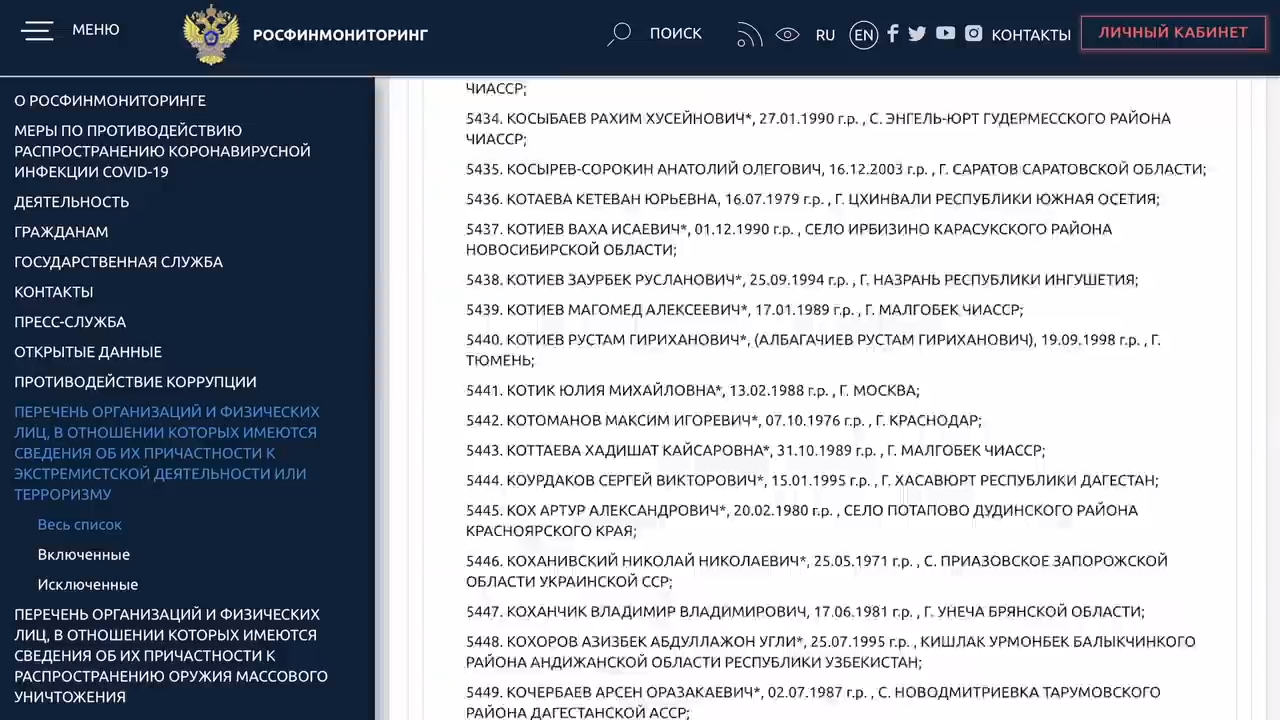 МЕНЮ
РОСФИНМОНИТОРИНГ
ПОИСК
RU
EN
КОНТАКТЫ
ЛИЧНЫЙ КАБИНЕТ
О РОСФИНМОНИТОРИНГЕ
МЕРЫ ПО ПРОТИВОДЕЙСТВИЮ
РАСПРОСТРАНЕНИЮ КОРОНАВИРУСНОЙ
ИНФЕКЦИИ COVID-19
ДЕЯТЕЛЬНОСТЬ
ГРАЖДАНАМ
ГОСУДАРСТВЕННАЯ СЛУЖБА
КОНТАКТЫ
ПРЕСС-СЛУЖБА
ОТКРЫТЫЕ ДАННЫЕ
ПРОТИВОДЕЙСТВИЕ КОРРУПЦИИ
ПЕРЕЧЕНЬ ОРГАНИЗАЦИЙ И ФИЗИЧЕСКИХ
ЛИЦ, В ОТНОШЕНИИ КОТОРЫХ ИМЕЮТСЯ
СВЕДЕНИЯ ОБ ИХ ПРИЧАСТНОСТИ К
ЭКСТРЕМИСТСКОЙ ДЕЯТЕЛЬНОСТИ ИЛИ
ТЕРРОРИЗМУ
Весь список
Включенные
Исключенные
ПЕРЕЧЕНЬ ОРГАНИЗАЦИЙ И ФИЗИЧЕСКИХ
ЛИЦ, В ОТНОШЕНИИ КОТОРЫХ ИМЕЮТСЯ
СВЕДЕНИЯ ОБ ИХ ПРИЧАСТНОСТИ К
РАСПРОСТРАНЕНИЮ ОРУЖИЯ МАССОВОГО
УНИЧТОЖЕНИЯ
ЧИАССР;
5434. КОСЫБАЕВ РАХИМ ХУСЕЙНОВИЧ*, 27.01.1990 г.р. , С. ЭНГЕЛЬ-ЮРТ ГУДЕРМЕССКОГО РАЙОНА
ЧИАССР;
5435. КОСЫРЕВ-СОРОКИН АНАТОЛИЙ ОЛЕГОВИЧ, 16.12.2003 г.р. , Г. САРАТОВ САРАТОВСКОЙ ОБЛАСТИ;
5436. КОТАЕВА КЕТЕВАН ЮРЬЕВНА, 16.07.1979 г.р. , Г. ЦХИНВАЛИ РЕСПУБЛИКИ ЮЖНАЯ ОСЕТИЯ;
5437. КОТИЕВ ВАХА ИСАЕВИЧ*, 01.12.1990 г.р. , СЕЛО ИРБИЗИНО КАРАСУКСКОГО РАЙОНА
НОВОСИБИРСКОЙ ОБЛАСТИ;
5438. КОТИЕВ ЗАУРБЕК РУСЛАНОВИЧ*, 25.09.1994 г.р. , Г. НАЗРАНЬ РЕСПУБЛИКИ ИНГУШЕТИЯ;
5439. КОТИЕВ МАГОМЕД АЛЕКСЕЕВИЧ*, 17.01.1989 г.р. , Г. МАЛГОБЕК ЧИАССР;
5440. КОТИЕВ РУСТАМ ГИРИХАНОВИЧ*, (АЛБАГАЧИЕВ РУСТАМ ГИРИХАНОВИЧ), 19.09.1998 г.р. , Г.
ТЮМЕНЬ;
5441. КОТИК ЮЛИЯ МИХАЙЛОВНА*, 13.02.1988 г.р. , Г. МОСКВА;
5442. КОТОМАНОВ МАКСИМ ИГОРЕВИЧ*, 07.10.1976 г.р. , Г. КРАСНОДАР;
5443. КОТТАЕВА ХАДИШАТ КАЙСАРОВНА*, 31.10.1989 г.р. , Г. МАЛГОБЕК ЧИАССР;
5444. КОУРДАКОВ СЕРГЕЙ ВИКТОРОВИЧ*, 15.01.1995 г.р. , Г. ХАСАВЮРТ РЕСПУБЛИКИ ДАГЕСТАН;
5445. КОХ АРТУР АЛЕКСАНДРОВИЧ*, 20.02.1980 г.р. , СЕЛО ПОТАПОВО ДУДИНСКОГО РАЙОНА
КРАСНОЯРСКОГО КРАЯ;
5446. КОХАНИВСКИЙ НИКОЛАЙ НИКОЛАЕВИЧ*, 25.05.1971 г.р. , С. ПРИАЗОВСКОЕ ЗАПОРОЖСКОЙ
ОБЛАСТИ УКРАИНСКОЙ ССР;
5447. КОХАНЧИК ВЛАДИМИР ВЛАДИМИРОВИЧ, 17.06.1981 г.р. , Г. УНЕЧА БРЯНСКОЙ ОБЛАСТИ;
5448. КОХОРОВ АЗИЗБЕК АБДУЛЛАЖОН УГЛИ*, 25.07.1995 г.р. , КИШЛАК УРМОНБЕК БАЛЫКЧИНКОГО
РАЙОНА АНДИЖАНСКОЙ ОБЛАСТИ РЕСПУБЛИКИ УЗБЕКИСТАН;
5449. КОЧЕРБАЕВ АРСЕН ОРАЗАКАЕВИЧ*, 02.07.1987 г.р. , С. НОВОДМИТРИЕВКА ТАРУМОВСКОГО
РАЙОНА ДАГЕСТАНСКОЙ АССР;